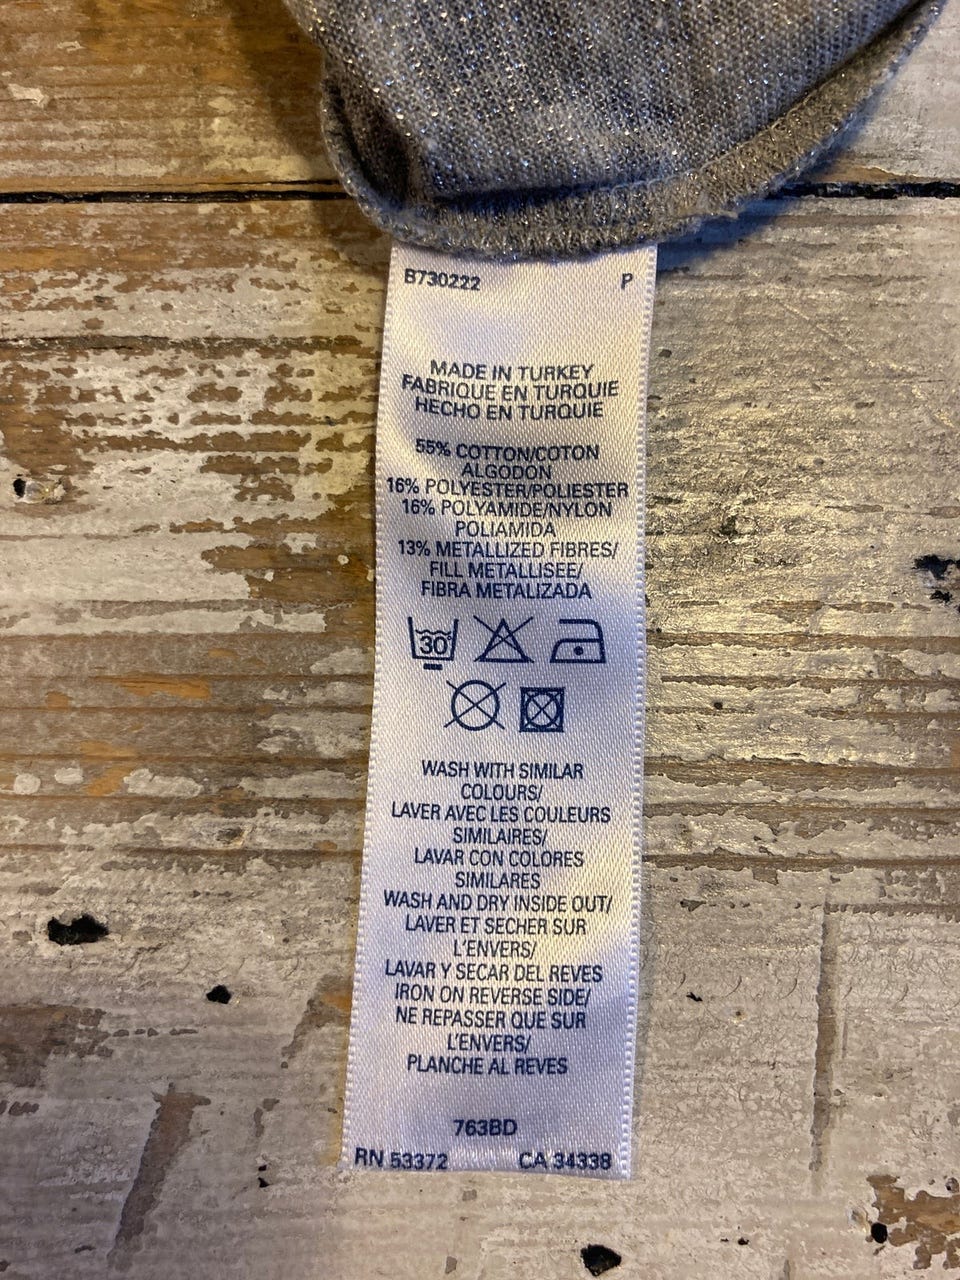 B730222 P
MADE IN TURKEY
FABRIQUE EN TURQUIE
HECHO EN TURQUIE
55% COTTON/COTON
ALGODON
16% POLYESTER/POLIESTER
16% POLYAMIDE/NYLON
POLIAMIDA
13% METALLIZED FIBRES/
FILL METALLISEE/
FIBRA METALIZADA
30°
WASH WITH SIMILAR
COLOURS/
LAVER AVEC LES COULEURS
SIMILAIRES/
LAVAR CON COLORES
SIMILARES
WASH AND DRY INSIDE OUT/
LAVER ET SECHER SUR
L'ENVERS/
LAVAR Y SECAR DEL REVES
IRON ON REVERSE SIDE/
NE REPASSER QUE SUR
L'ENVERS/
PLANCHE AL REVES
763BD
RN 53372 CA 34338